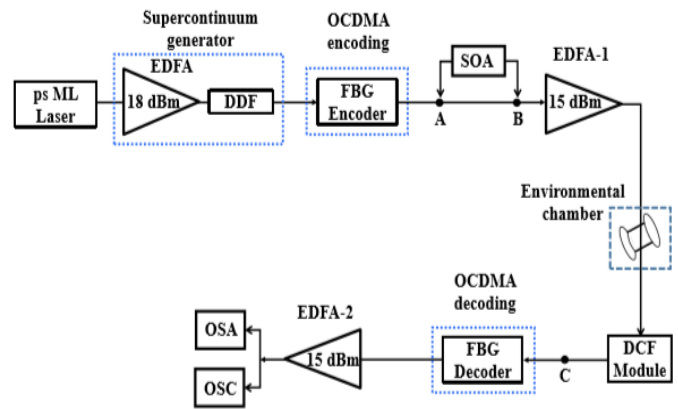 Supercontinuum
generator
OCDMA
encoding
EDFA
SOA
EDFA-1
ps ML
Laser
18 dBm
DDF
FBG
Encoder
A
B
15 dBm
Environmental
chamber
OCDMA
decoding
EDFA-2
OSA
OSC
15 dBm
FBG
Decoder
C
DCF
Module